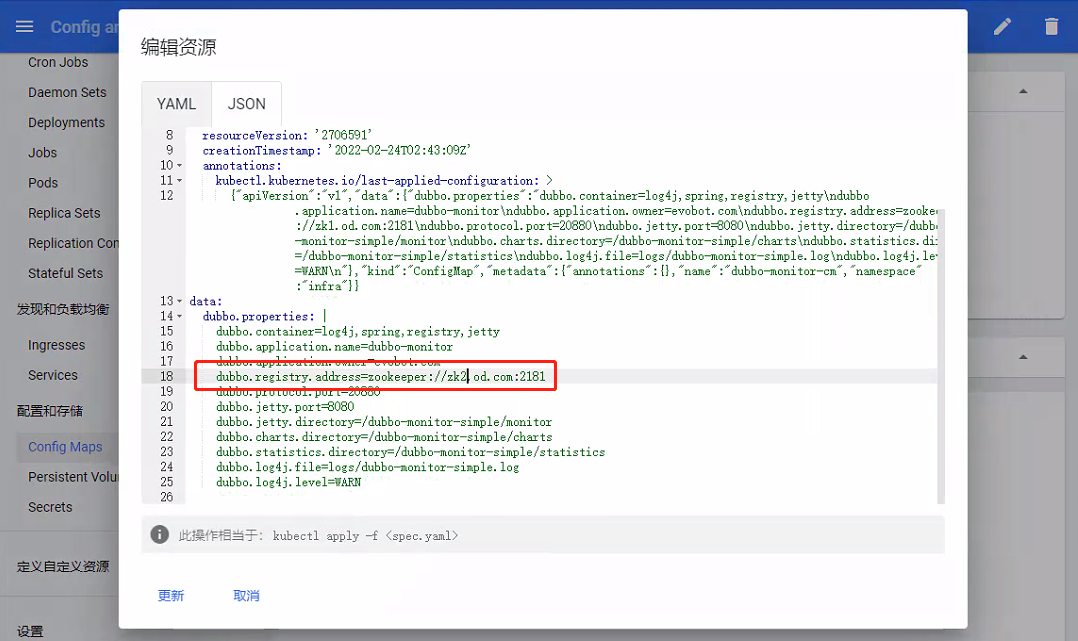 Config an
Cron Jobs
Daemon Sets
Deployments
Jobs
Pods
Replica Sets
Replication Con
Stateful Sets
发现和负载均衡
Ingresses
Services
配置和存储
Config Maps
Persistent Volu
Secrets
定义自定义资源
设置
编辑资源
YAML JSON
8 resourceVersion: '2706591'
9 creationTimestamp: '2022-02-24T02:43:09Z'
10 annotations:
11 kubectl.kubernetes.io/last-applied-configuration: >
12 {"apiVersion":"v1","data":{"dubbo.properties":"dubbo.container=log4j,spring,registry,jetty\ndubbo
.application.name=dubbo-monitor\ndubbo.application.owner=evobot.com\ndubbo.registry.address=zooke
://zk1.od.com:2181\ndubbo.protocol.port=20880\ndubbo.jetty.port=8080\ndubbo.jetty.directory=/dubb
-monitor-simple/monitor\ndubbo.charts.directory=/dubbo-monitor-simple/charts\ndubbo.statistics.di
=/dubbo-monitor-simple/statistics\ndubbo.log4j.file=logs/dubbo-monitor-simple.log\ndubbo.log4j.le
=WARN\n"},"kind":"ConfigMap","metadata":{"annotations":{},"name":"dubbo-monitor-cm","namespace"
:"infra"}}
13 data:
14 dubbo.properties: |
15 dubbo.container=log4j,spring,registry,jetty
16 dubbo.application.name=dubbo-monitor
17 dubbo.application.owner=evobot.com
18 dubbo.registry.address=zookeeper://zk2.od.com:2181
19 dubbo.protocol.port=20880
20 dubbo.jetty.port=8080
21 dubbo.jetty.directory=/dubbo-monitor-simple/monitor
22 dubbo.charts.directory=/dubbo-monitor-simple/charts
23 dubbo.statistics.directory=/dubbo-monitor-simple/statistics
24 dubbo.log4j.file=logs/dubbo-monitor-simple.log
25 dubbo.log4j.level=WARN
26
此操作相当于: kubectl apply -f <spec.yaml>
更新 取消